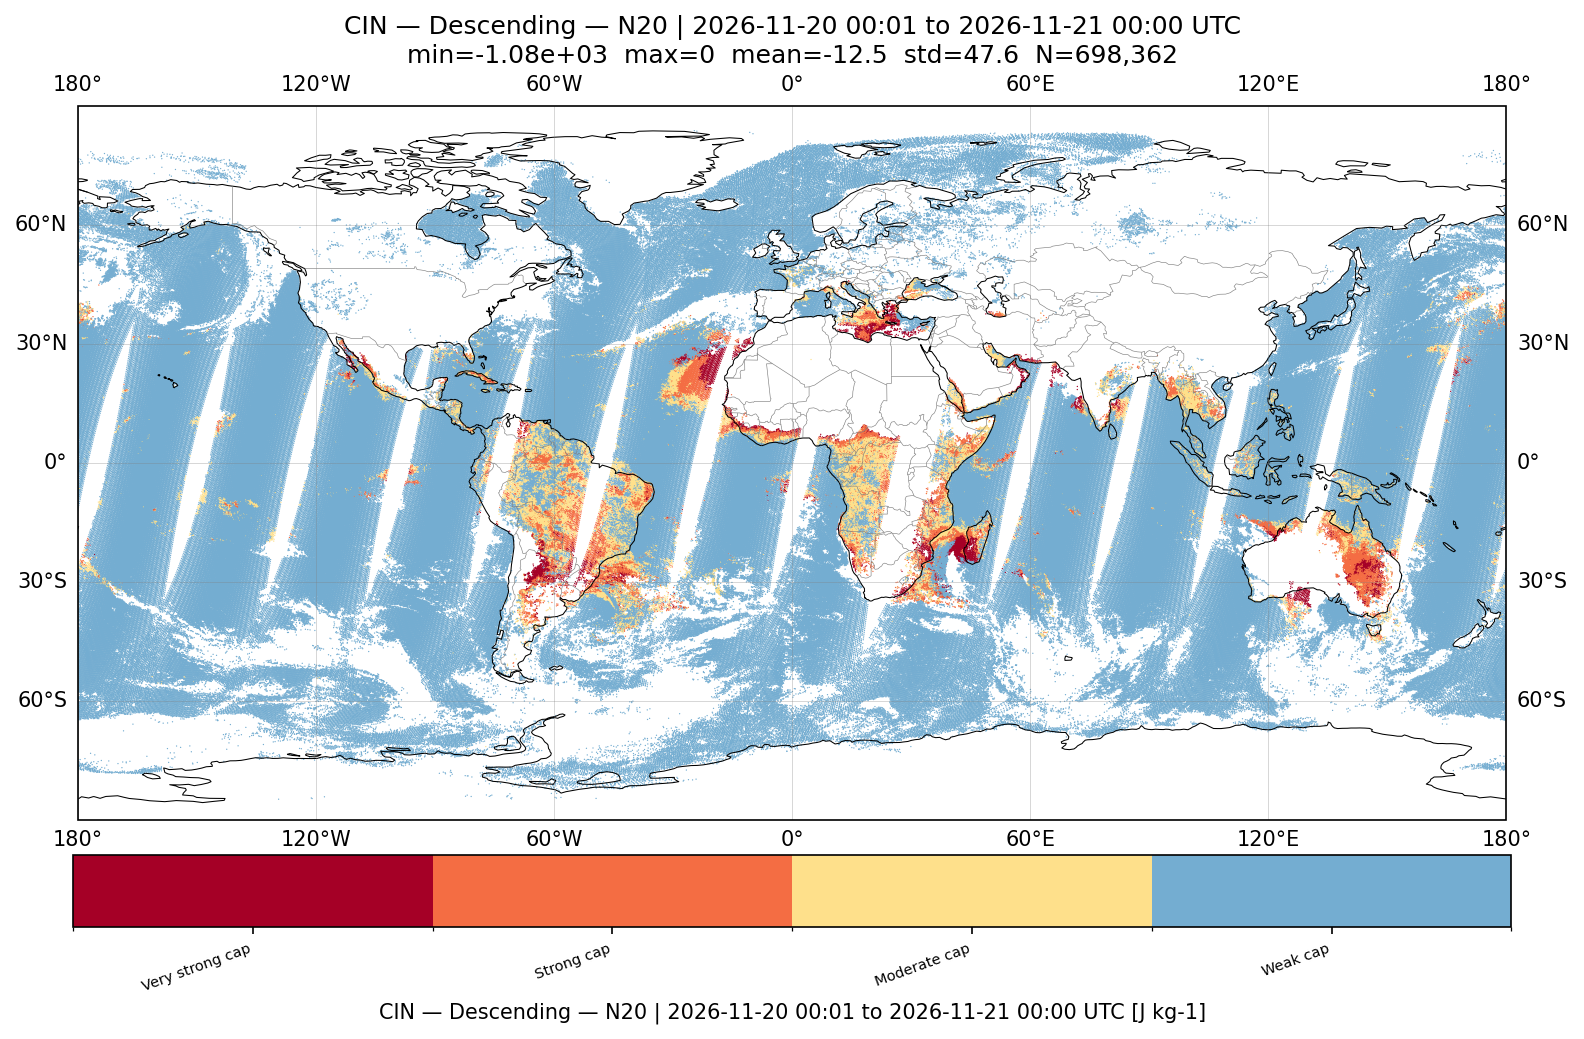 CIN — Descending — N20 | 2026-11-20 00:01 to 2026-11-21 00:00 UTC
min=-1.08e+03  max=0  mean=-12.5  std=47.6  N=698,362
180° 120°W 60°W 0° 60°E 120°E 180°
60°N 60°N
30°N 30°N
0° 0°
30°S 30°S
60°S 60°S
180° 120°W 60°W 0° 60°E 120°E 180°
Very strong cap Strong cap Moderate cap Weak cap
CIN — Descending — N20 | 2026-11-20 00:01 to 2026-11-21 00:00 UTC [J kg-1]